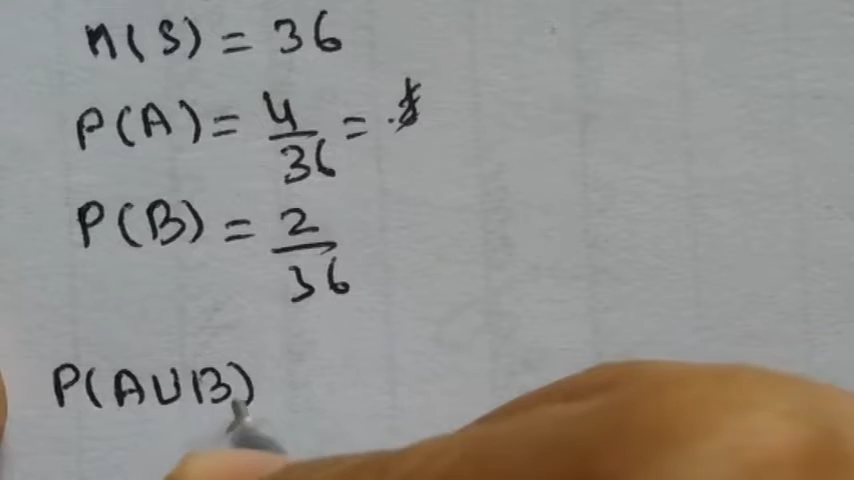 n(S) = 36
P(A) = 4/36 =
P(B) = 2/36
P(A∪B)